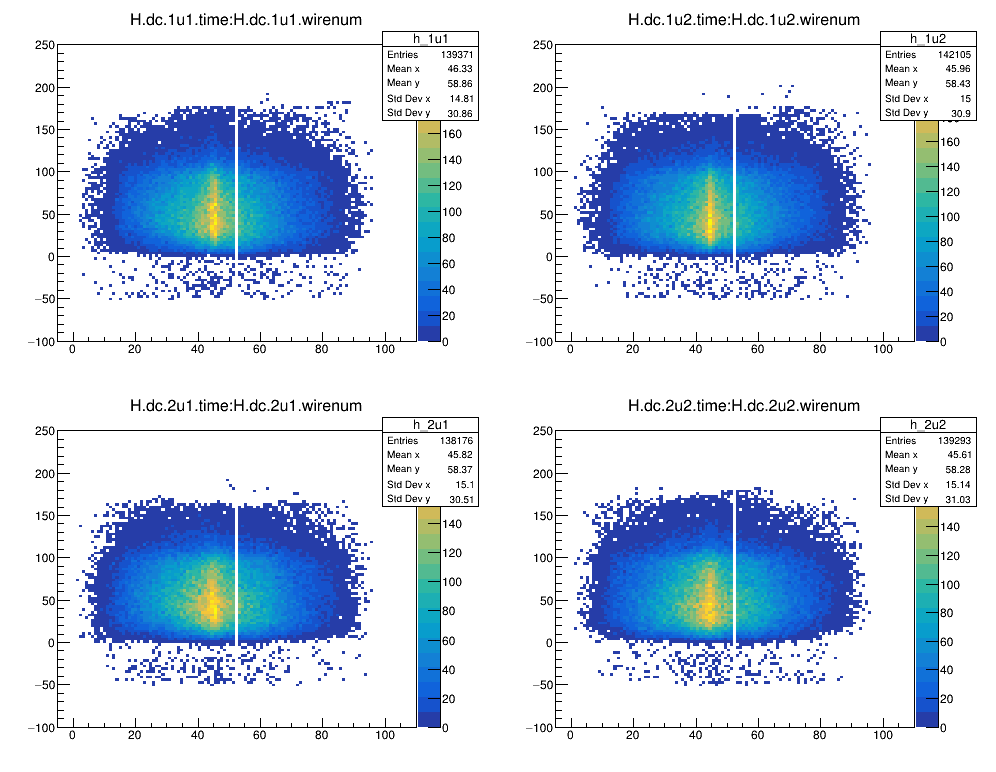 H.dc.1u1.time:H.dc.1u1.wirenum
h_1u1
Entries 139371
Mean x 46.33
Mean y 58.86
Std Dev x 14.81
Std Dev y 30.86
250
200
150
100
50
0
−50
−100
0 20 40 60 80 100
160
140
120
100
80
60
40
20
0
H.dc.1u2.time:H.dc.1u2.wirenum
h_1u2
Entries 142105
Mean x 45.96
Mean y 58.43
Std Dev x 15
Std Dev y 30.9
250
200
150
100
50
0
−50
−100
0 20 40 60 80 100
160
140
120
100
80
60
40
20
0
H.dc.2u1.time:H.dc.2u1.wirenum
h_2u1
Entries 138176
Mean x 45.82
Mean y 58.37
Std Dev x 15.1
Std Dev y 30.51
250
200
150
100
50
0
−50
−100
0 20 40 60 80 100
140
120
100
80
60
40
20
0
H.dc.2u2.time:H.dc.2u2.wirenum
h_2u2
Entries 139293
Mean x 45.61
Mean y 58.28
Std Dev x 15.14
Std Dev y 31.03
250
200
150
100
50
0
−50
−100
0 20 40 60 80 100
140
120
100
80
60
40
20
0